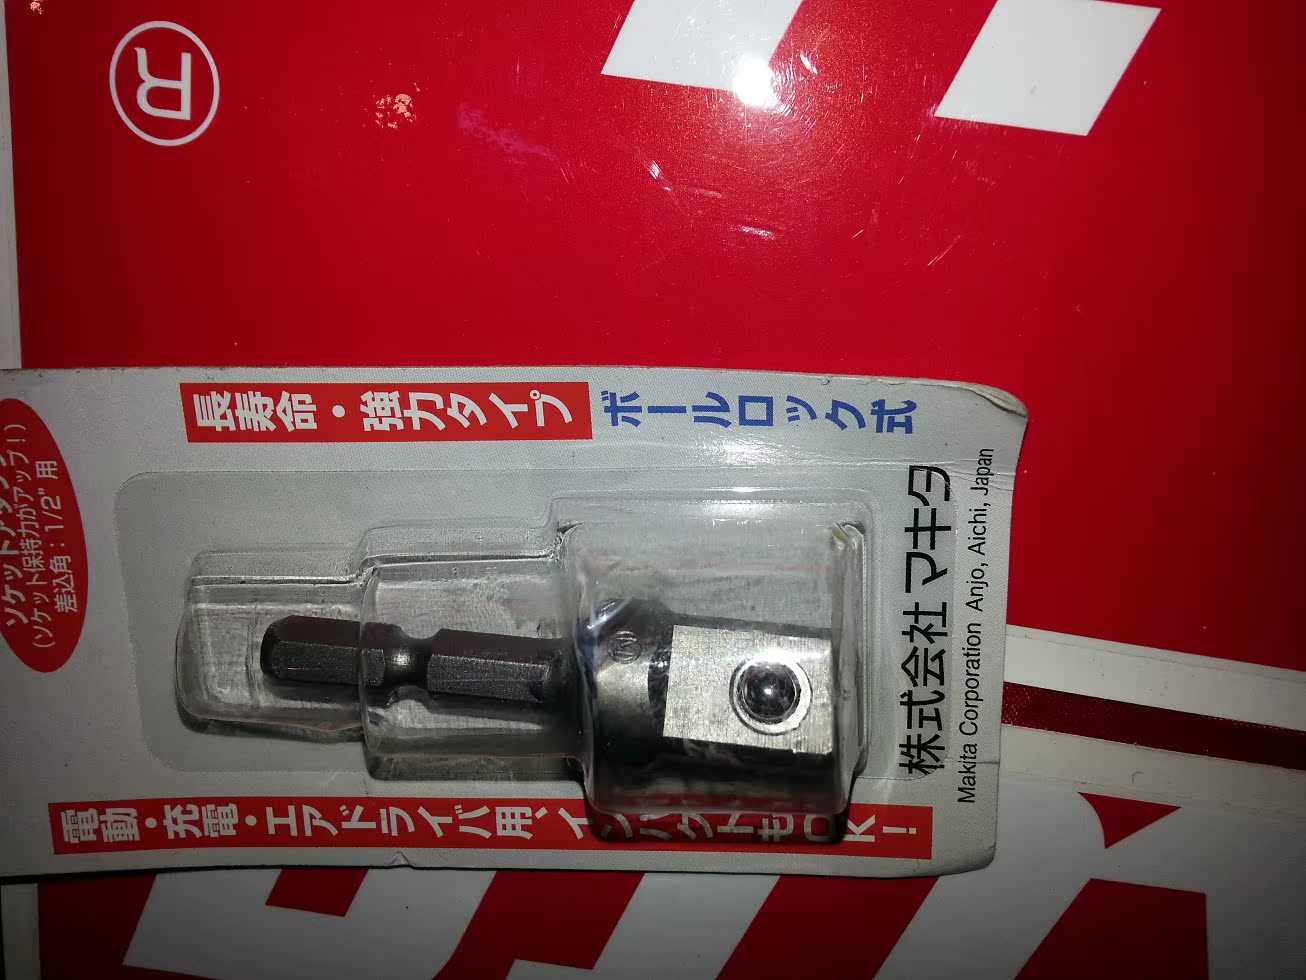 ソケットアダプタ
(ソケット保持力がアップ!)
差込角:1/2"用
長寿命・強力タイプ ボールロック式
電動・充電・エアドライバ用、インパクトもOK!
株式会社マキタ
Makita Corporation Anjo, Aichi, Japan
R